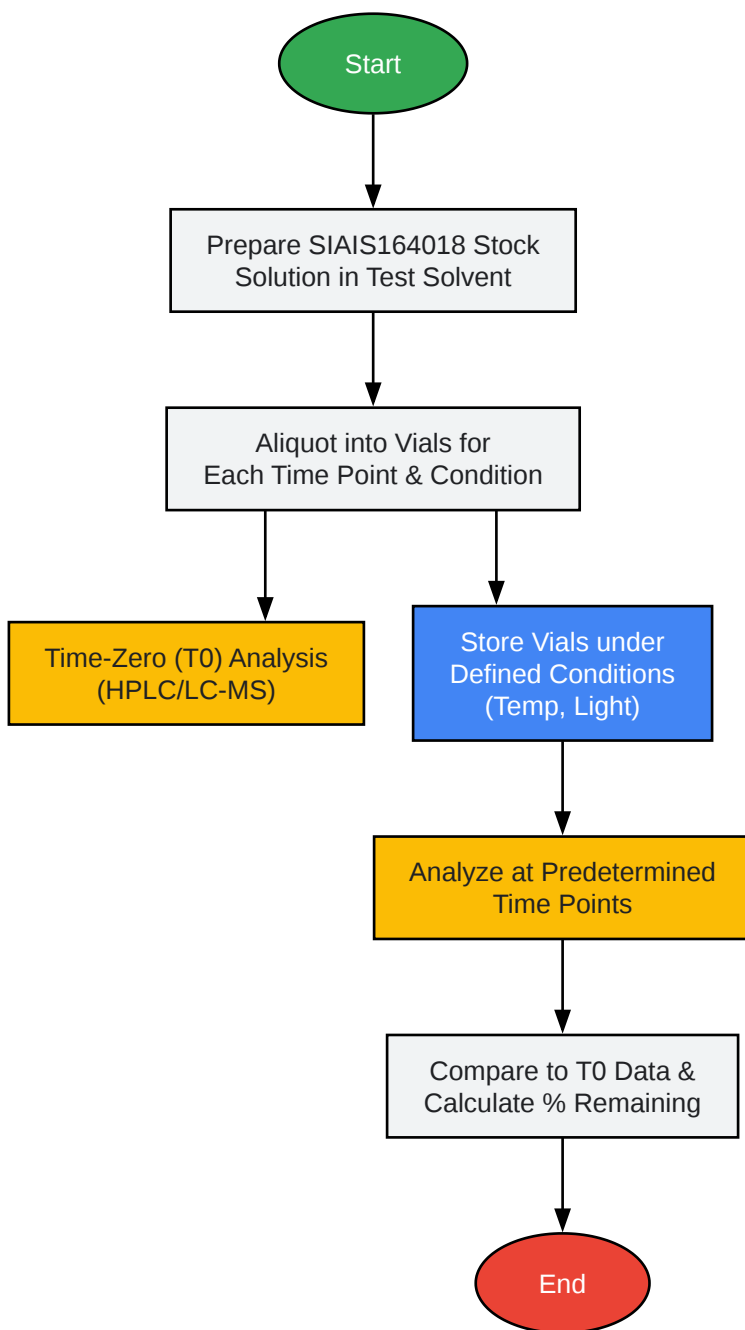 Start
Prepare SIAIS164018 Stock
Solution in Test Solvent
Aliquot into Vials for
Each Time Point & Condition
Time-Zero (T0) Analysis
(HPLC/LC-MS)
Store Vials under
Defined Conditions
(Temp, Light)
Analyze at Predetermined
Time Points
Compare to T0 Data &
Calculate % Remaining
End